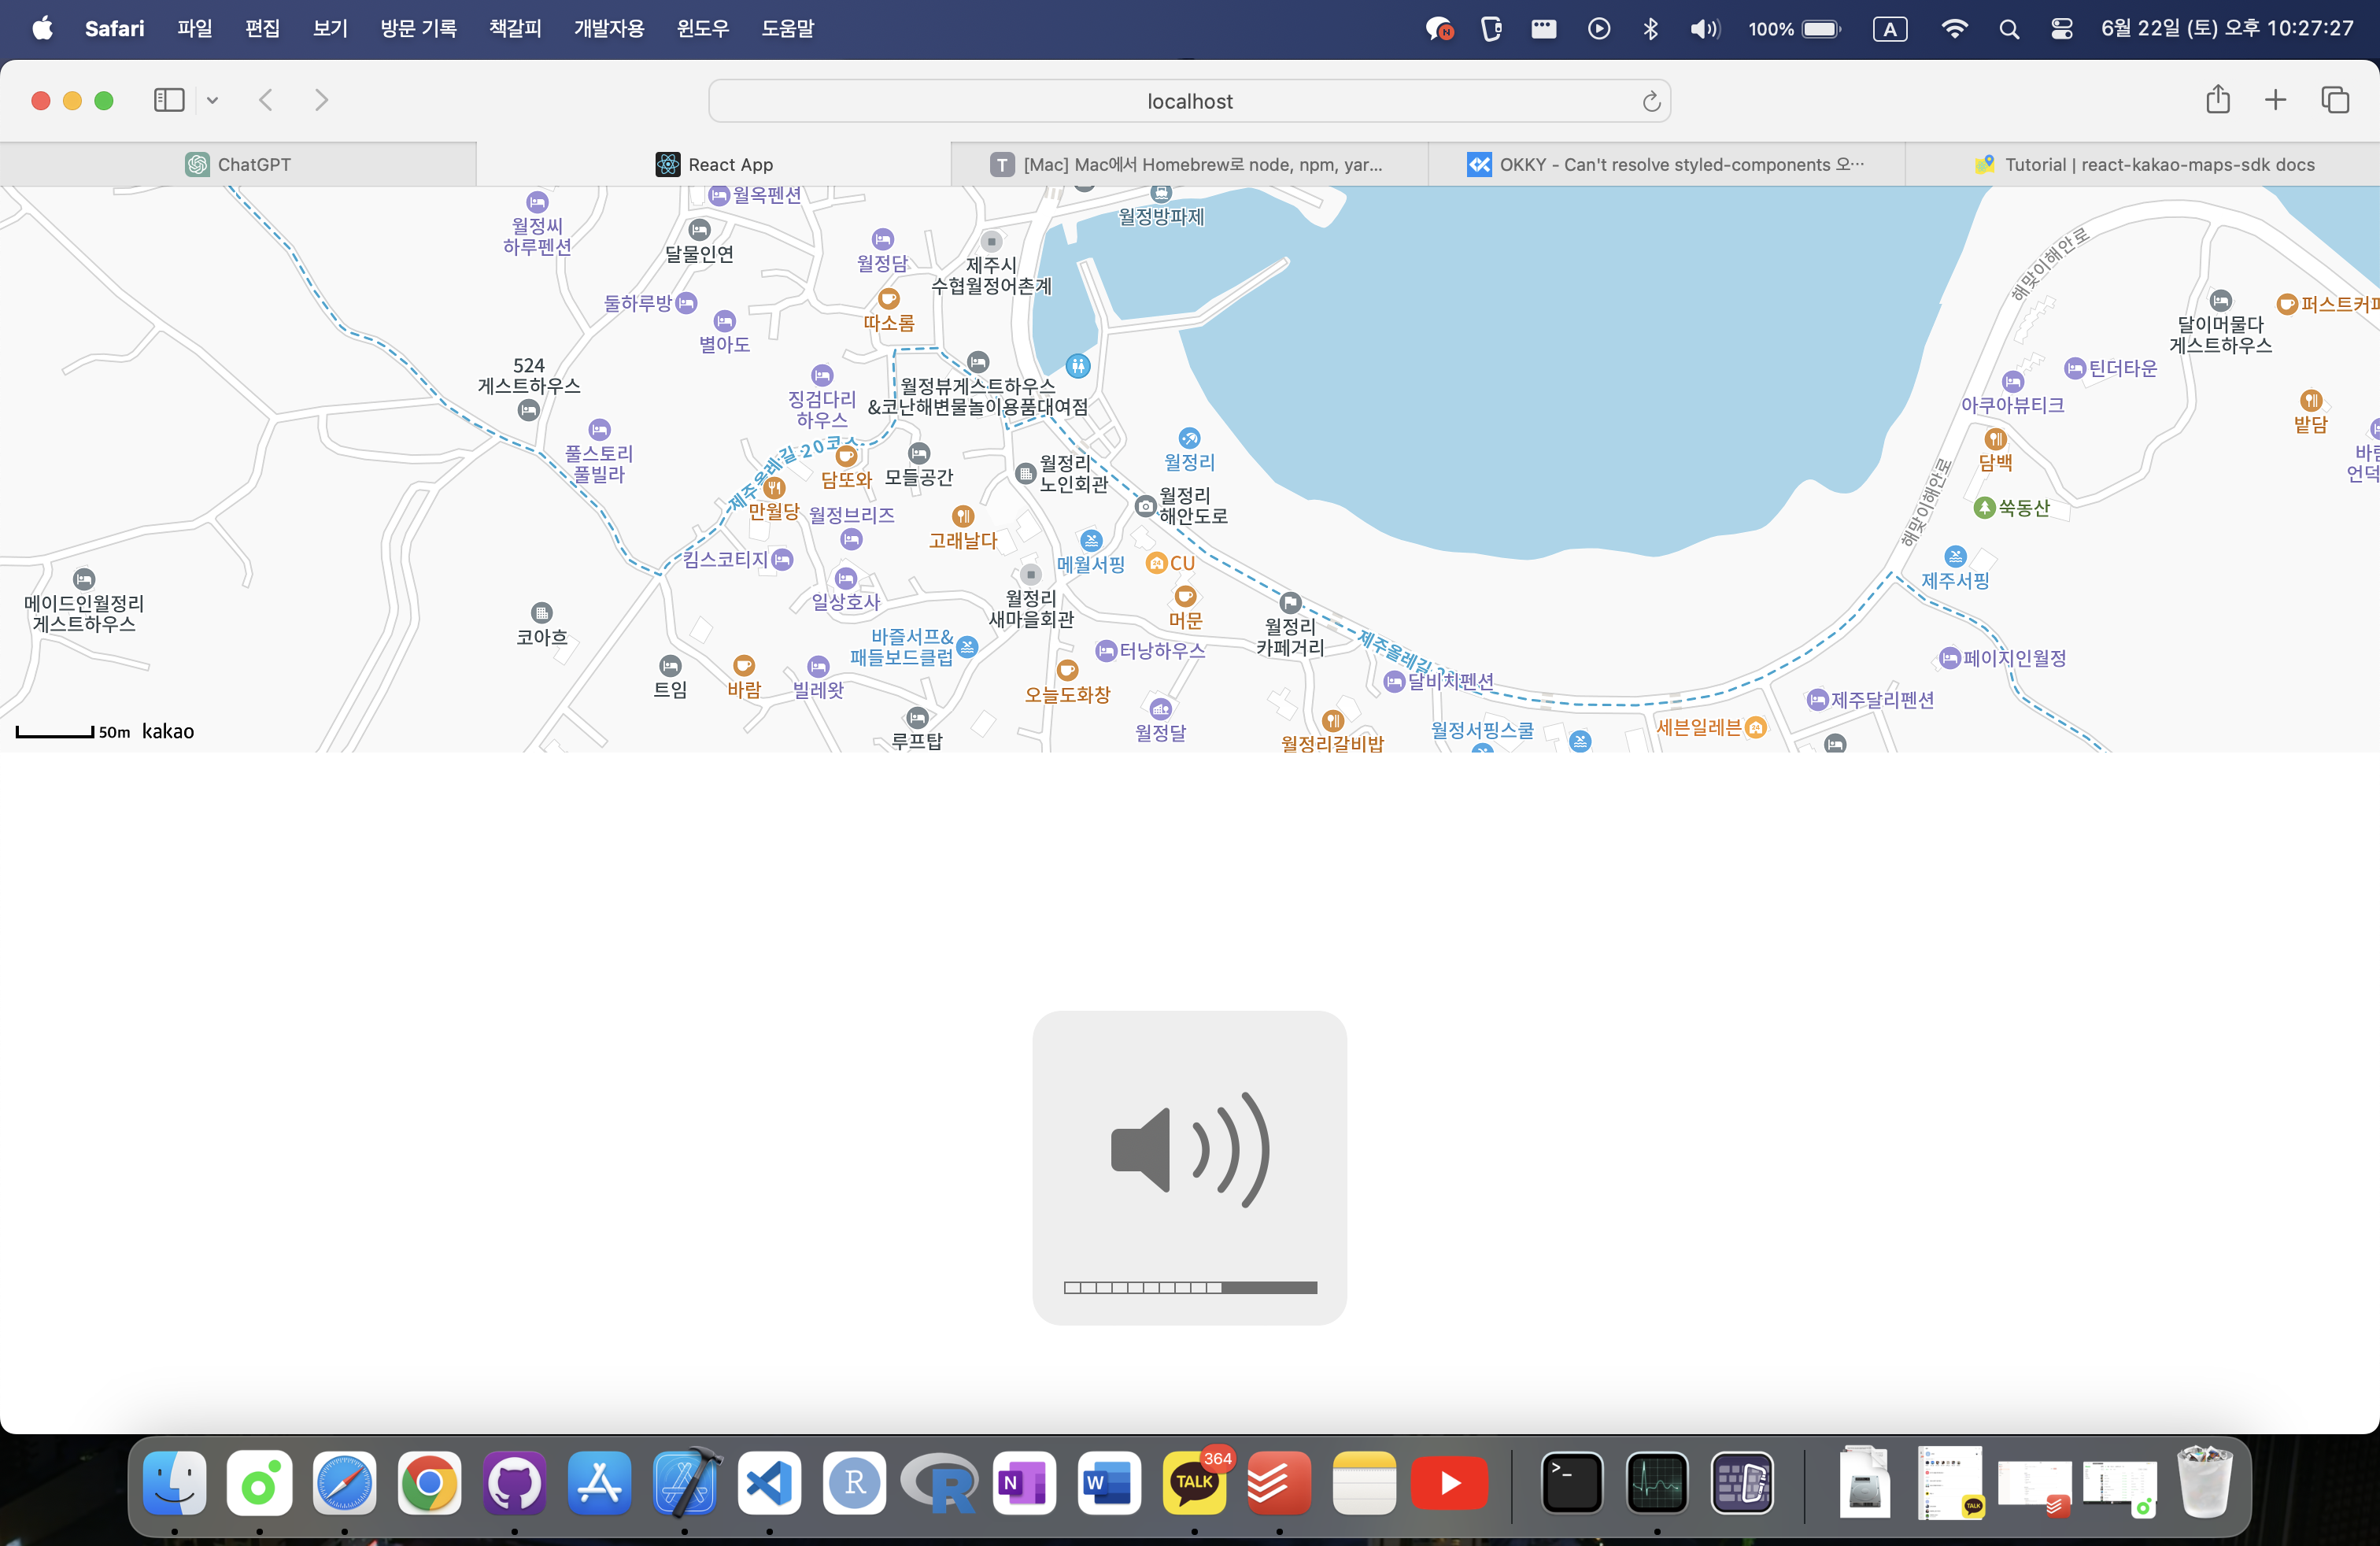 Safari 파일 편집 보기 방문 기록 책갈피 개발자용 윈도우 도움말
N
100%
A
6월 22일 (토) 오후 10:27:27
localhost
ChatGPT
React App
T [Mac] Mac에서 Homebrew로 node, npm, yar...
OKKY - Can't resolve styled-components 오…
Tutorial | react-kakao-maps-sdk docs
월정씨
하루펜션
월옥펜션
달물인연
월정담
제주시
수협월정어촌계
월정방파제
해맞이해안로
둘하루방
별아도
따소롬
달이머물다
게스트하우스
524
게스트하우스
징검다리
하우스
월정뷰게스트하우스
&코난해변물놀이용품대여점
틴더타운
아쿠아뷰티크
밭담
풀스토리
풀빌라
제주올레길 20코스
담또와
모들공간
월정리
노인회관
월정리
담백
해맞이해안로
만월당
월정브리즈
고래날다
월정리
해안도로
쑥동산
킴스코티지
메월서핑
24 CU
제주서핑
메이드인월정리
게스트하우스
코아흐
일상호사
월정리
새마을회관
머문
월정리
카페거리
바즐서프&
패들보드클럽
터낭하우스
제주올레길
달비치펜션
페이지인월정
트임
바람
빌레왓
오늘도화창
제주달리펜션
50m kakao
루프탑
월정달
월정리갈비밥
월정서핑스쿨
세븐일레븐
24
R
R
N
W
TALK
364
>_
TALK